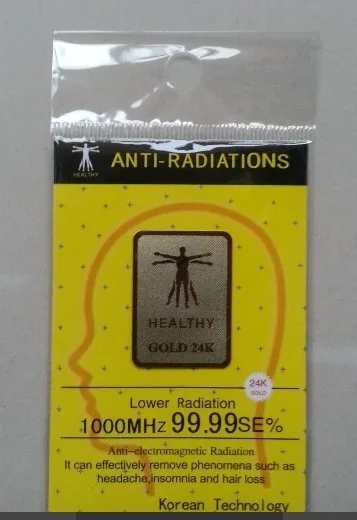 ANTI-RADIATIONS
HEALTHY
HEALTHY
GOLD 24K
24K
GOLD
Lower Radiation
1000MHz 99.99SE%
Anti-electromagnetic Radiation
It can effectively remove phenomena such as
headache,insomnia and hair loss
Korean Technology